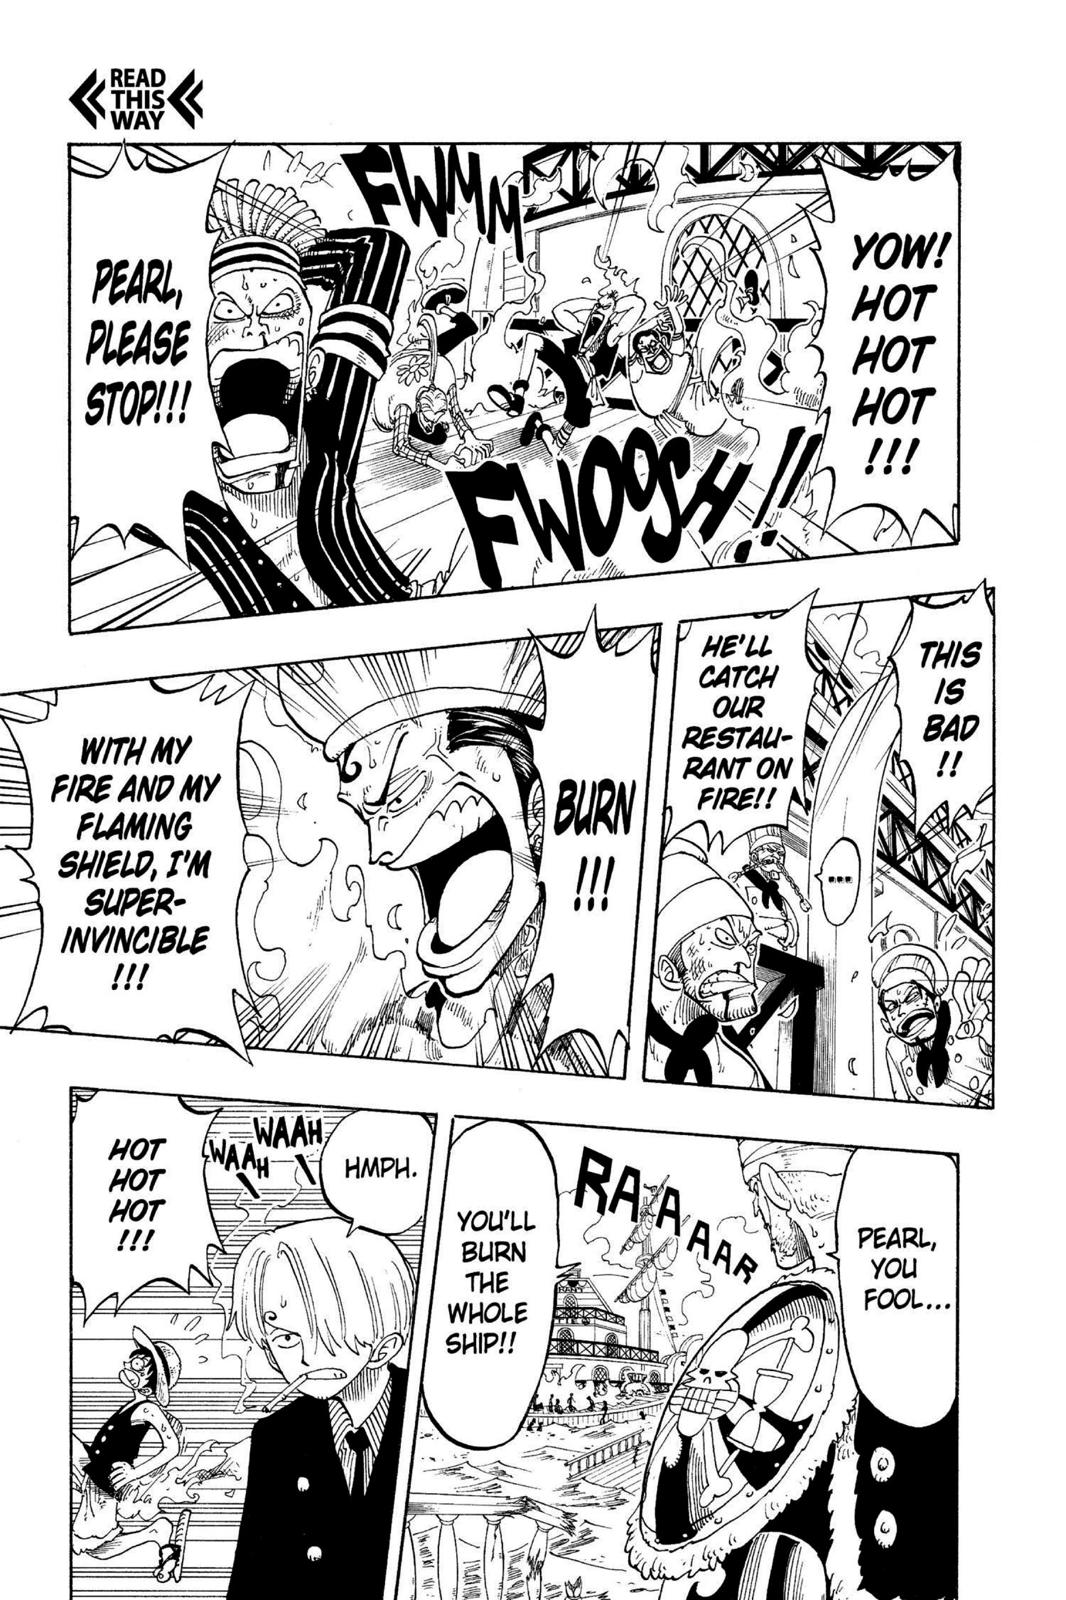 READ
THIS
WAY
YOW!
HOT
HOT
HOT
!!!
FWMM
FWOOSH!!
PEARL,
PLEASE
STOP!!!
THIS
IS
BAD
!!
HE'LL
CATCH
OUR
RESTAU-
RANT ON
FIRE!!
...
BURN
!!!
WITH MY
FIRE AND MY
FLAMING
SHIELD, I'M
SUPER-
INVINCIBLE
!!!
PEARL,
YOU
FOOL...
RAAAAAR
YOU'LL
BURN
THE
WHOLE
SHIP!!
HMPH.
WAAH
WAAH
HOT
HOT
HOT
!!!